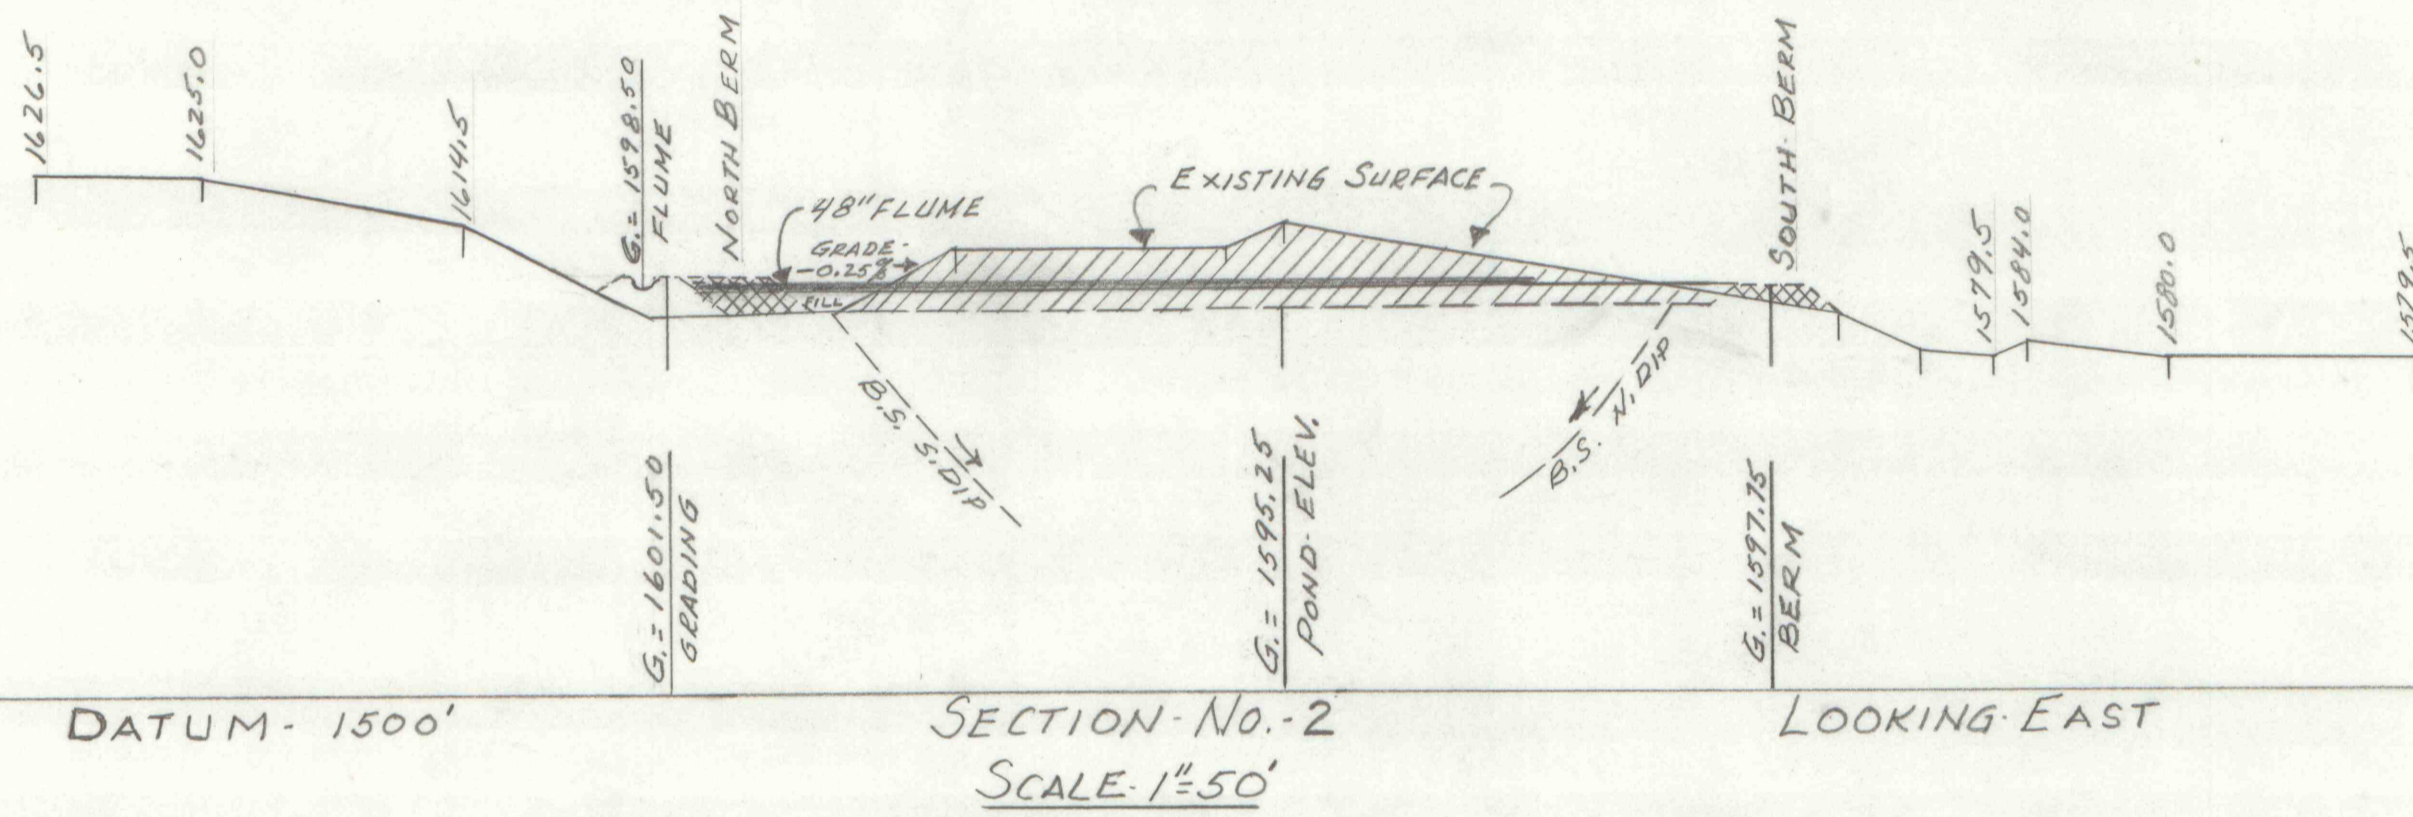 1626.5
1625.0
1614.5
G.=1598.50
FLUME
NORTH BERM
48" FLUME
GRADE-
-0.25%
FILL
EXISTING SURFACE
SOUTH-BERM
1579.5
1584.0
1580.0
1579.5
B.S. S.DIP
B.S. N.DIP
G.=1601.50
GRADING
G.= 1595.25
POND-ELEV.
G.=1597.75
BERM
DATUM- 1500'
SECTION-NO.-2
LOOKING-EAST
SCALE-1"=50'